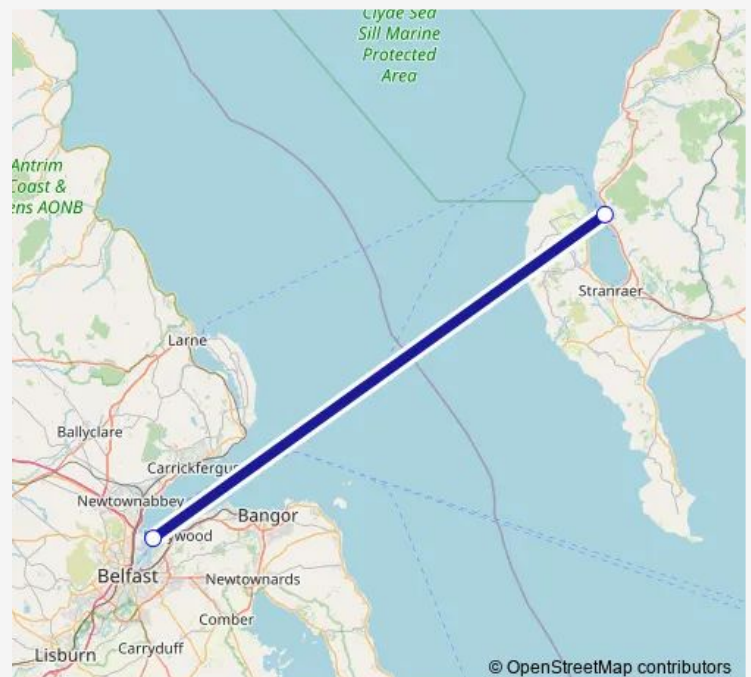 Clyde Sea
Sill Marine
Protected
Area
Antrim
Coast &
ens AONB
Stranraer
Larne
Ballyclare
Carrickfergus
Newtownabbey
Bangor
ywood
Belfast
Newtownards
Comber
Lisburn
Carryduff
© OpenStreetMap contributors